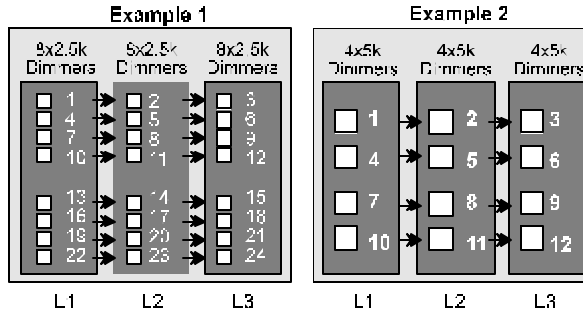 Example 1
8x2.5k 6x2.5k 8x2.5k
Dimmers Dimmers Dimmers
1 2 3
4 5 6
7 8 9
10 11 12
13 14 15
16 17 18
19 20 21
22 23 24
L1 L2 L3
Example 2
4x5k 4x5k 4x5k
Dimmers Dimmers Dimmers
1 2 3
4 5 6
7 8 9
10 11 12
L1 L2 L3